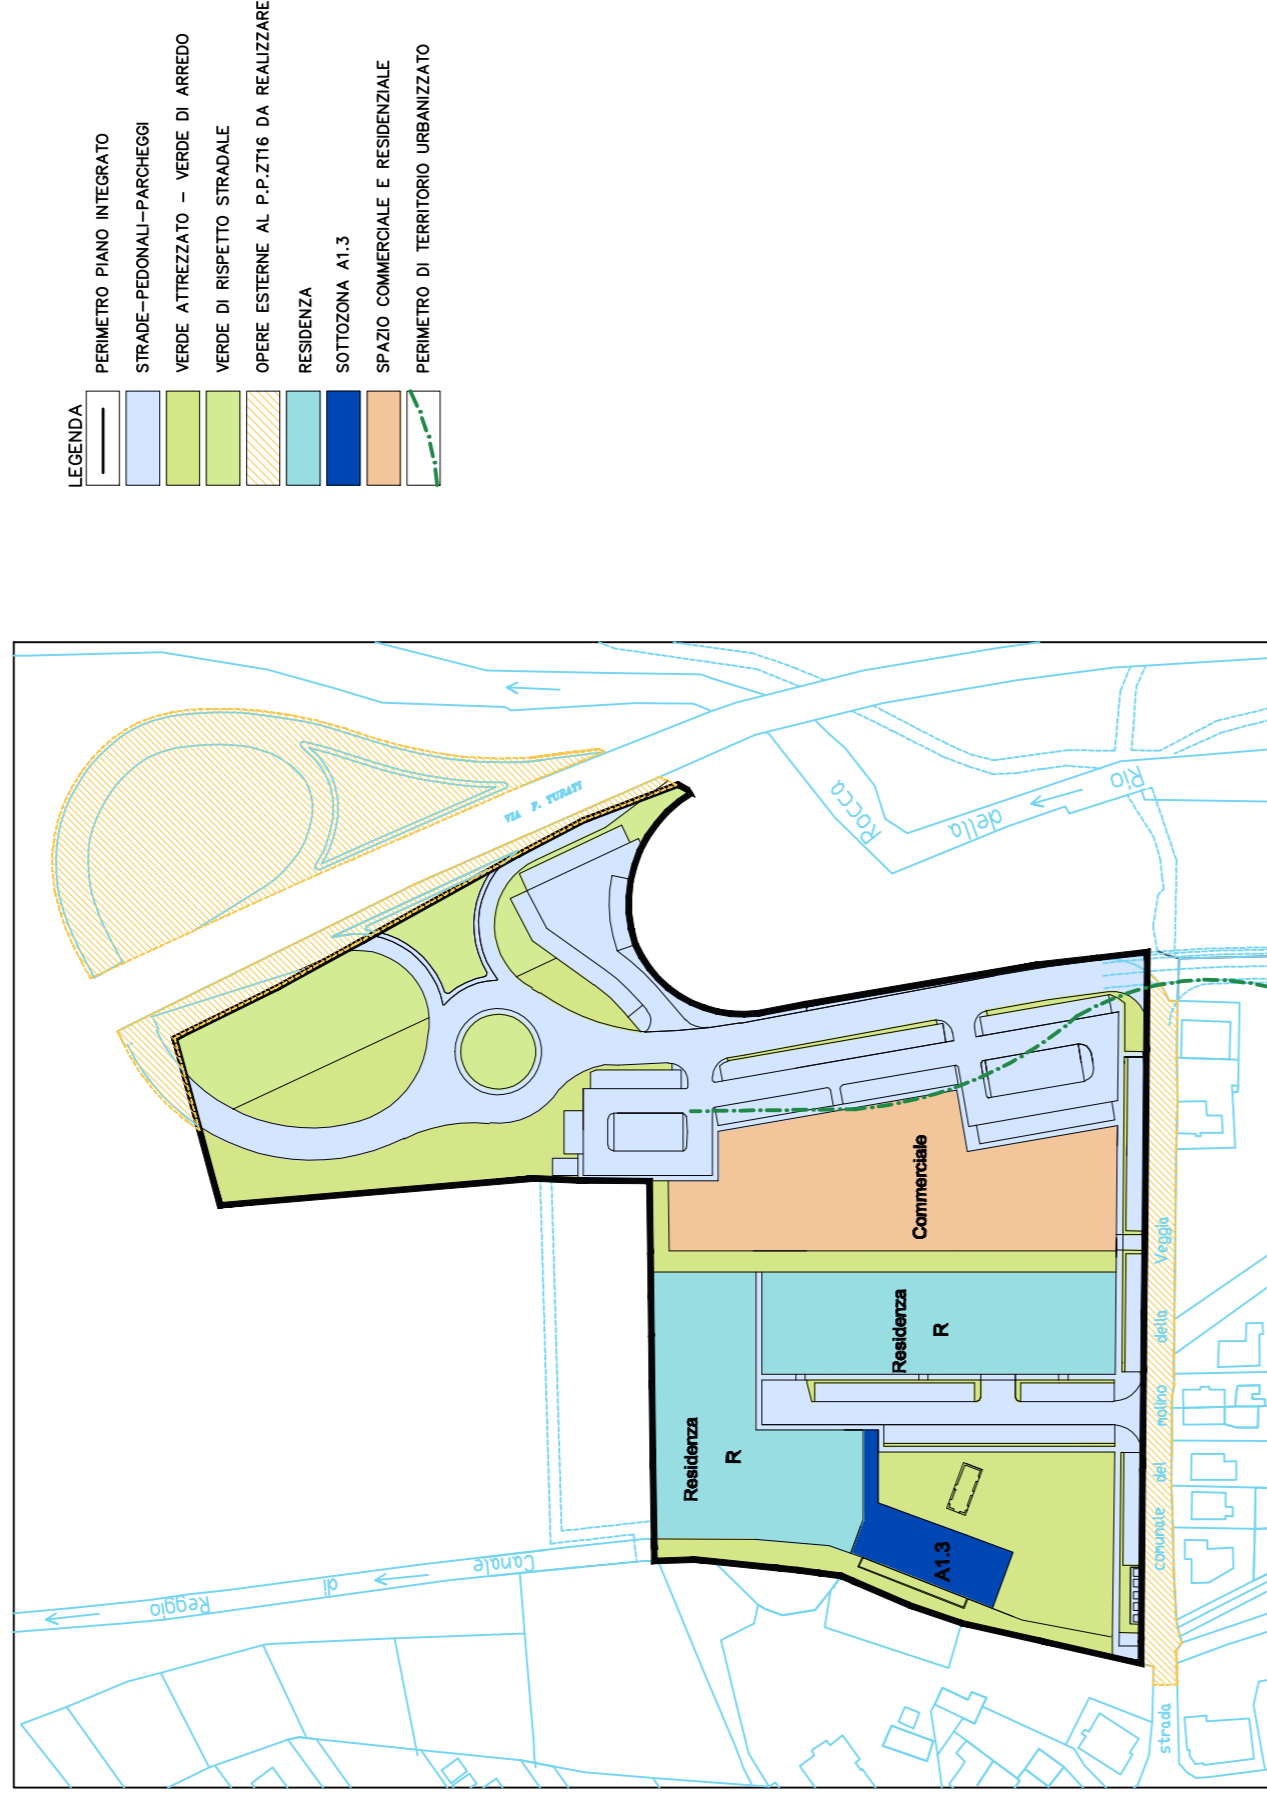 LEGENDA
PERIMETRO PIANO INTEGRATO
STRADE-PEDONALI-PARCHEGGI
VERDE ATTREZZATO - VERDE DI ARREDO
VERDE DI RISPETTO STRADALE
OPERE ESTERNE AL P.P.ZT16 DA REALIZZARE
RESIDENZA
SOTTOZONA A1.3
SPAZIO COMMERCIALE E RESIDENZIALE
PERIMETRO DI TERRITORIO URBANIZZATO
VIA F. TURATI
Rio della Rocca
Commerciale
Residenza
R
Residenza
R
A1.3
Canale di Reggio
strada comunale del molino della Veggia